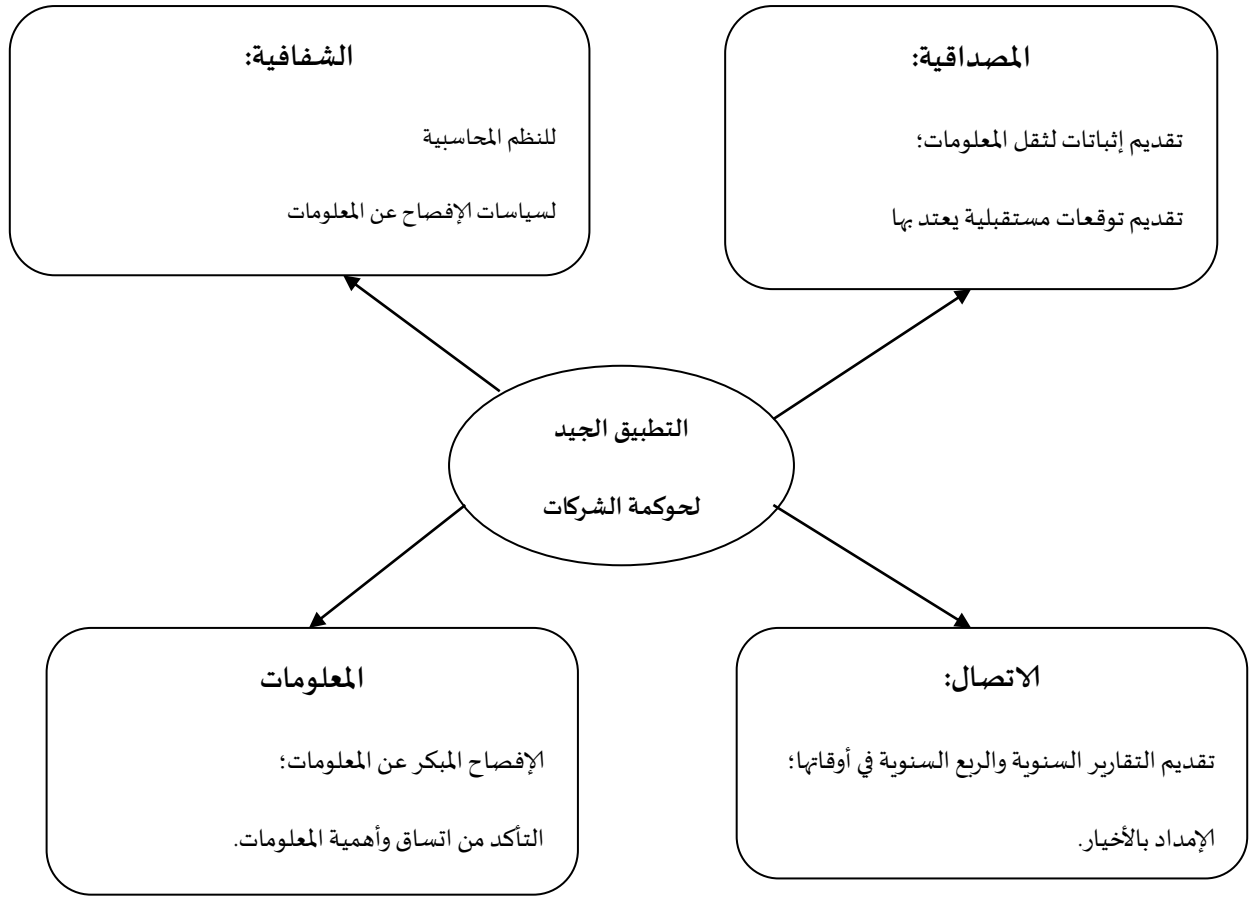 المصداقية:
تقديم إثباتات لثقل المعلومات؛
تقديم توقعات مستقبلية يعتد بها
الشفافية:
للنظم المحاسبية
لسياسات الإفصاح عن المعلومات
التطبيق الجيد
لحوكمة الشركات
الاتصال:
تقديم التقارير السنوية والربع السنوية في أوقاتها؛
الإمداد بالأخيار.
المعلومات
الإفصاح المبكر عن المعلومات؛
التأكد من اتساق وأهمية المعلومات.